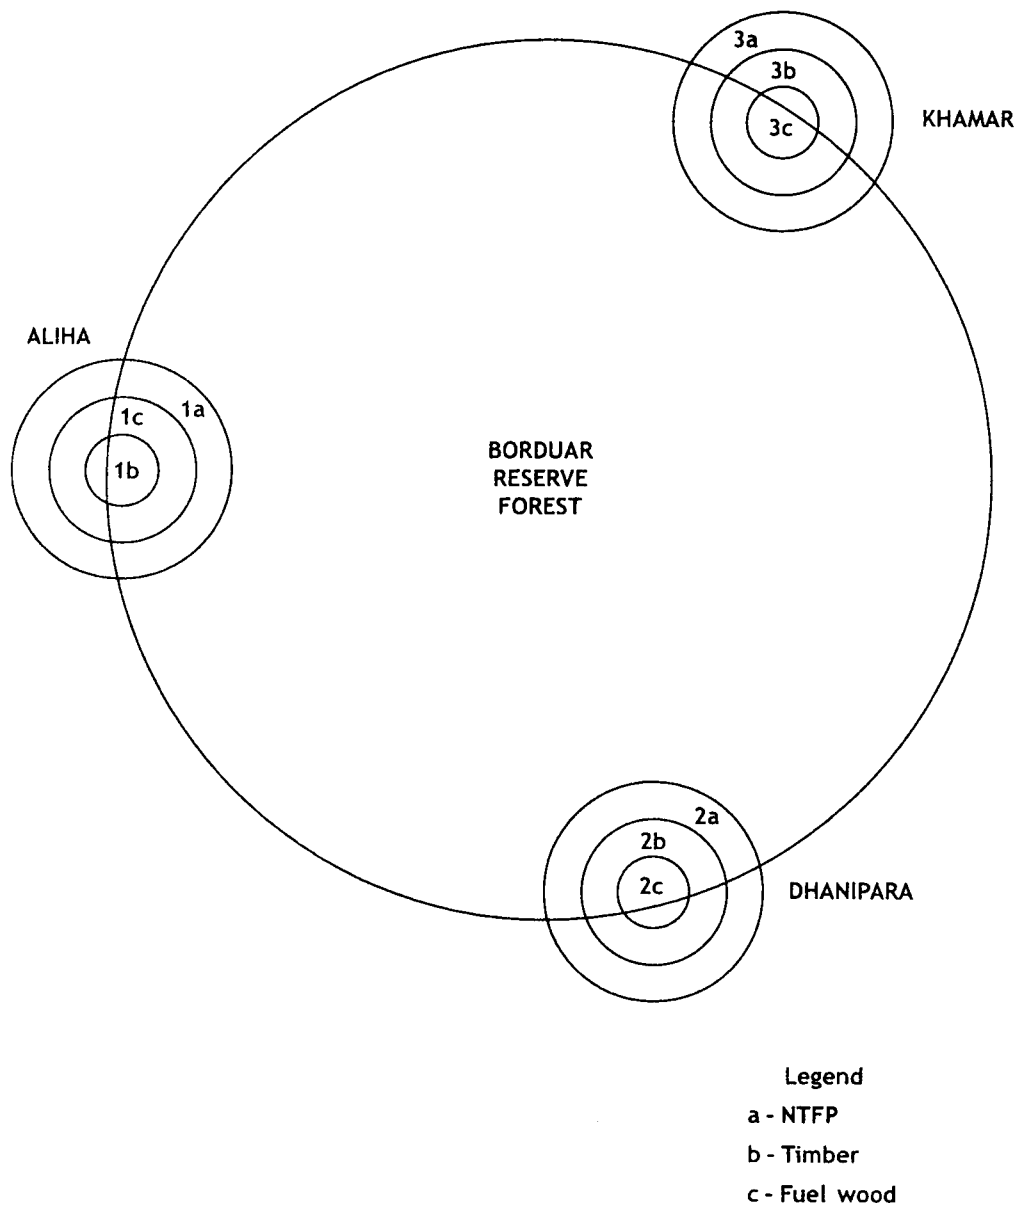 3a
3b
3c
KHAMAR
ALIHA
1a
1c
1b
BORDUAR
RESERVE
FOREST
2a
2b
2c
DHANIPARA
Legend
a - NTFP
b - Timber
c - Fuel wood